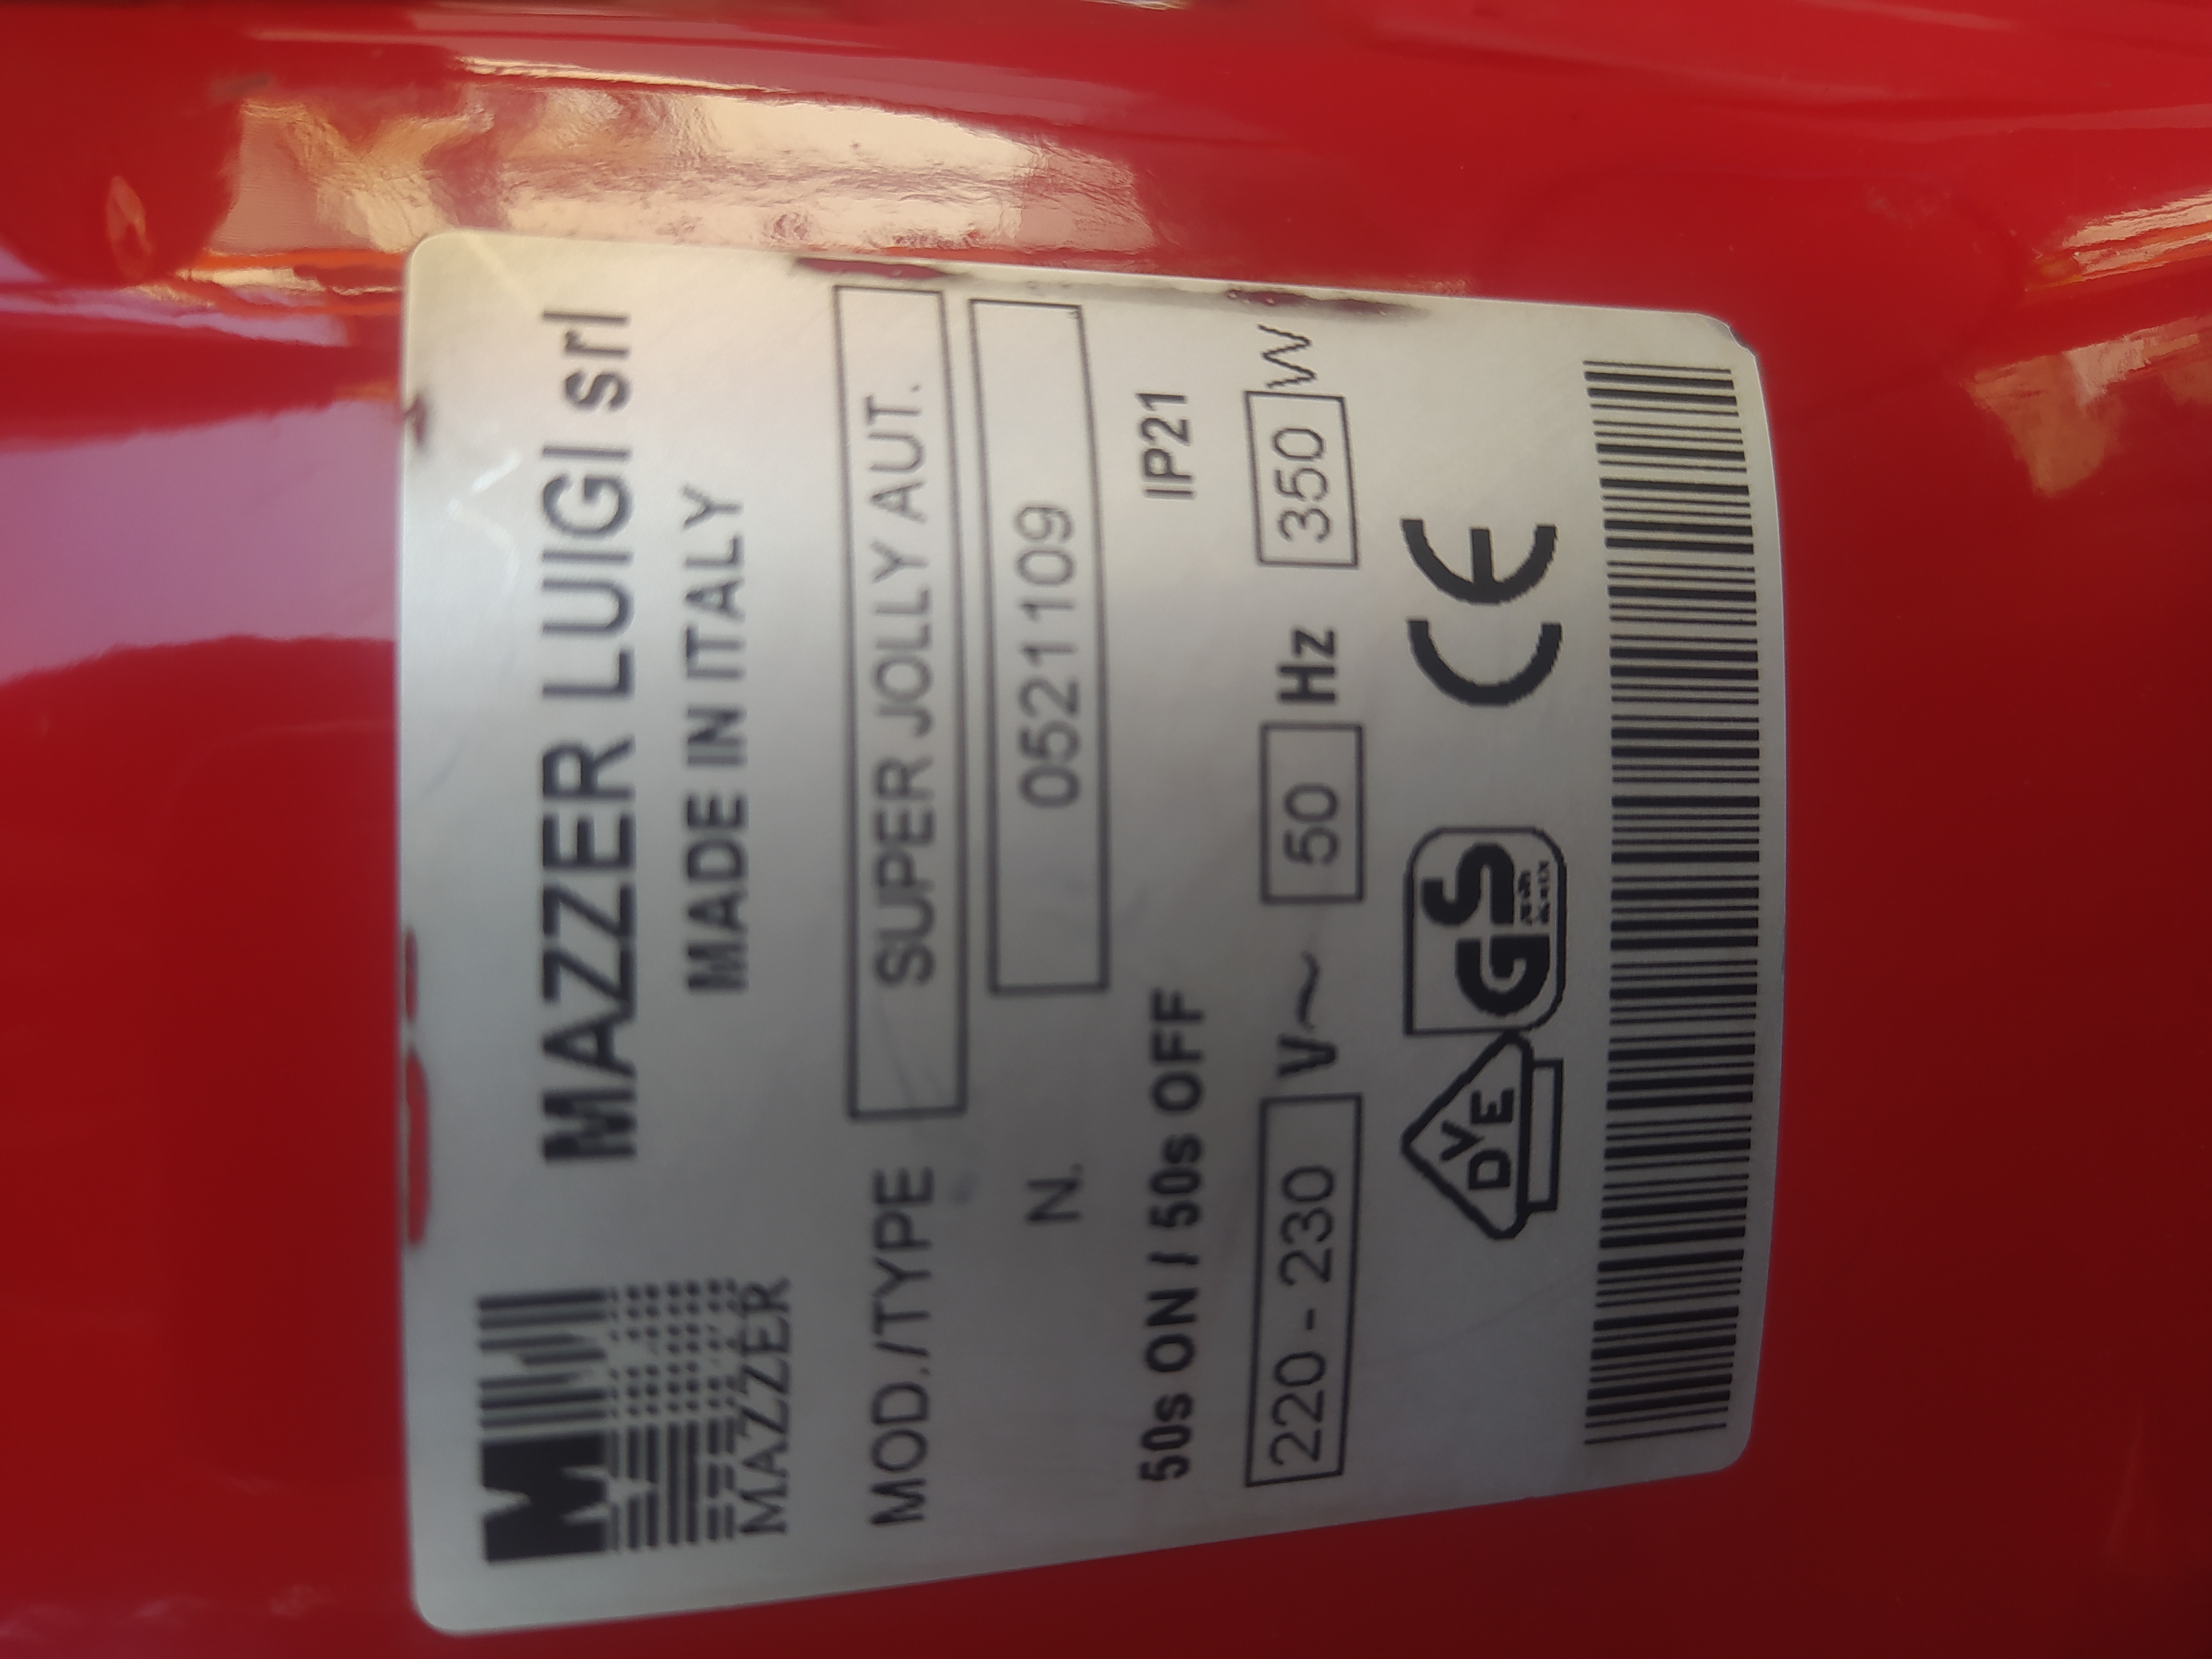 MAZZER LUIGI srl
MADE IN ITALY
MAZZER
MOD./TYPE SUPER JOLLY AUT.
N. 0521109
50s ON / 50s OFF IP21
220 - 230 V~ 50 Hz 350 W
DVE GS CE